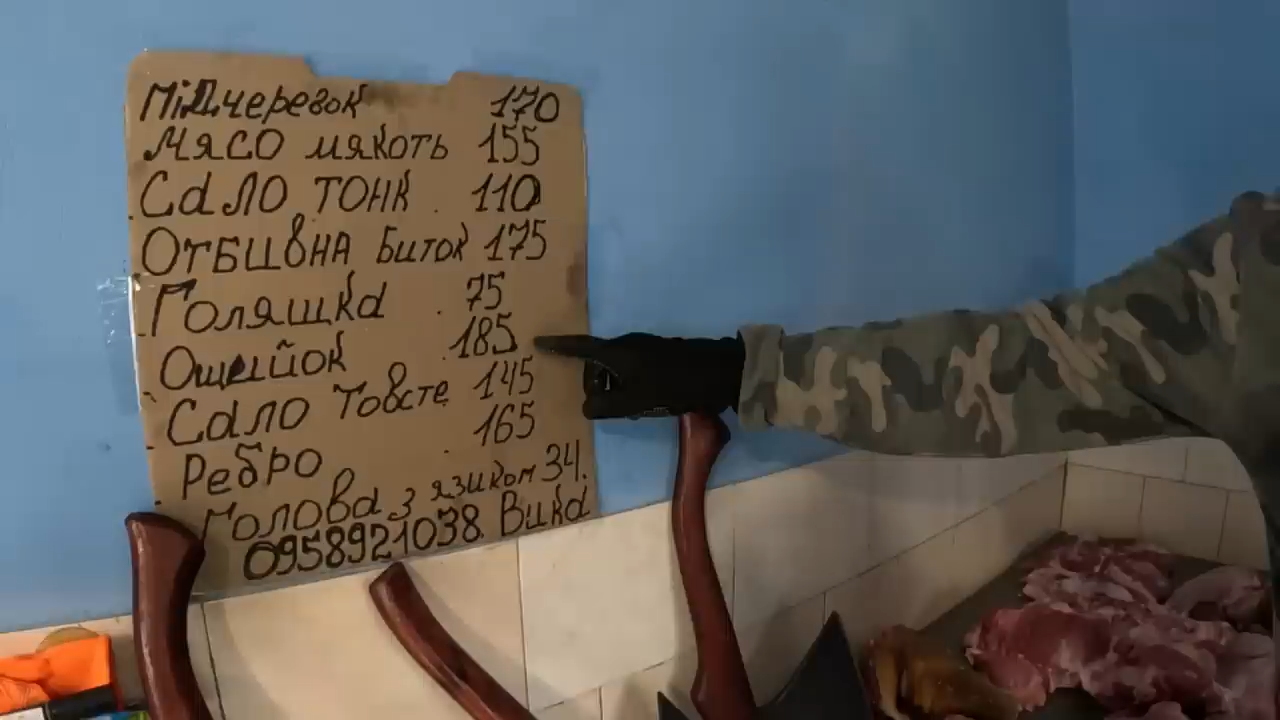 ПіДчеревок 170
Мясо мякоть 155
Сало тонк. 110
Отбивна биток 175
Голяшка . 75
Ошийок . 185
Сало товсте 145
Ребро 165
Голова з язиком 34.
0958921038. Вика